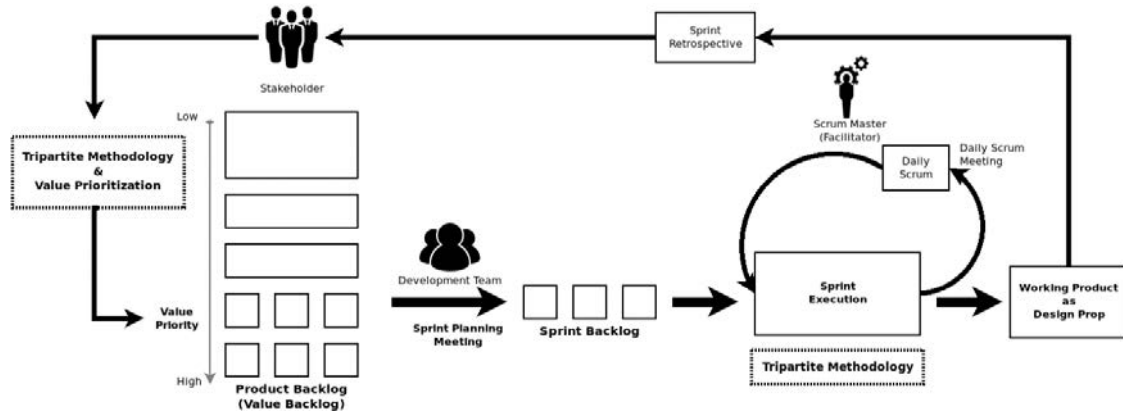 Sprint
Retrospective
Stakeholder
Low
Scrum Master
(Facilitator)
Daily Scrum
Meeting
Daily
Scrum
Tripartite Methodology
&
Value Prioritization
Development Team
Value
Priority
Sprint Planning
Meeting
Sprint Backlog
Sprint
Execution
Working Product
as
Design Prop
Tripartite Methodology
High
Product Backlog
(Value Backlog)